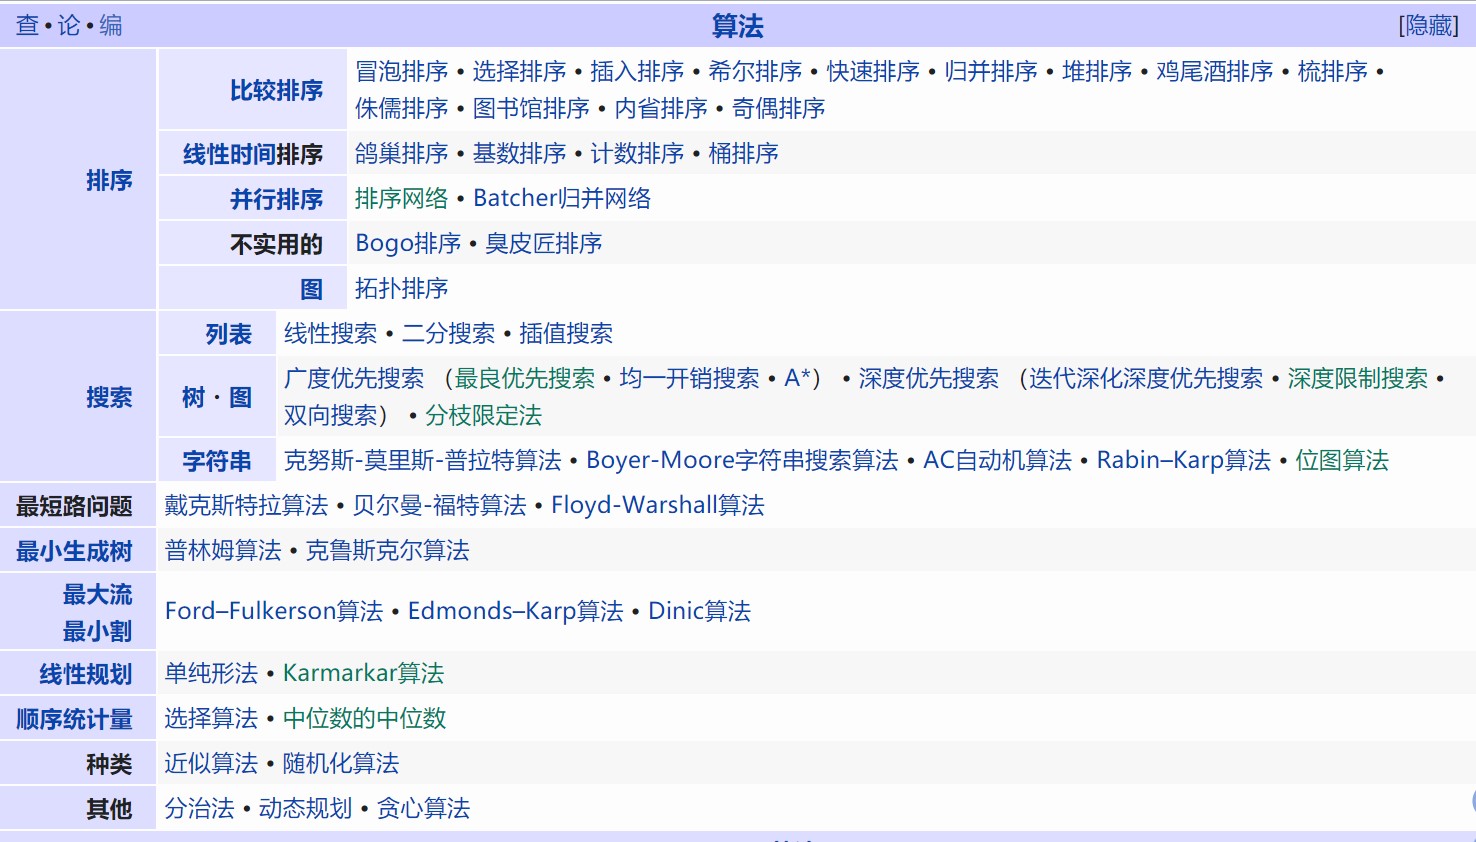 查 • 论 • 编
算法
[隐藏]
排序
比较排序
冒泡排序 • 选择排序 • 插入排序 • 希尔排序 • 快速排序 • 归并排序 • 堆排序 • 鸡尾酒排序 • 梳排序 •
侏儒排序 • 图书馆排序 • 内省排序 • 奇偶排序
线性时间排序
鸽巢排序 • 基数排序 • 计数排序 • 桶排序
并行排序
排序网络 • Batcher归并网络
不实用的
Bogo排序 • 臭皮匠排序
图
拓扑排序
搜索
列表
线性搜索 • 二分搜索 • 插值搜索
树 · 图
广度优先搜索 （最良优先搜索 • 均一开销搜索 • A*） • 深度优先搜索 （迭代深化深度优先搜索 • 深度限制搜索 •
双向搜索） • 分枝限定法
字符串
克努斯-莫里斯-普拉特算法 • Boyer-Moore字符串搜索算法 • AC自动机算法 • Rabin–Karp算法 • 位图算法
最短路问题
戴克斯特拉算法 • 贝尔曼-福特算法 • Floyd-Warshall算法
最小生成树
普林姆算法 • 克鲁斯克尔算法
最大流
最小割
Ford–Fulkerson算法 • Edmonds–Karp算法 • Dinic算法
线性规划
单纯形法 • Karmarkar算法
顺序统计量
选择算法 • 中位数的中位数
种类
近似算法 • 随机化算法
其他
分治法 • 动态规划 • 贪心算法